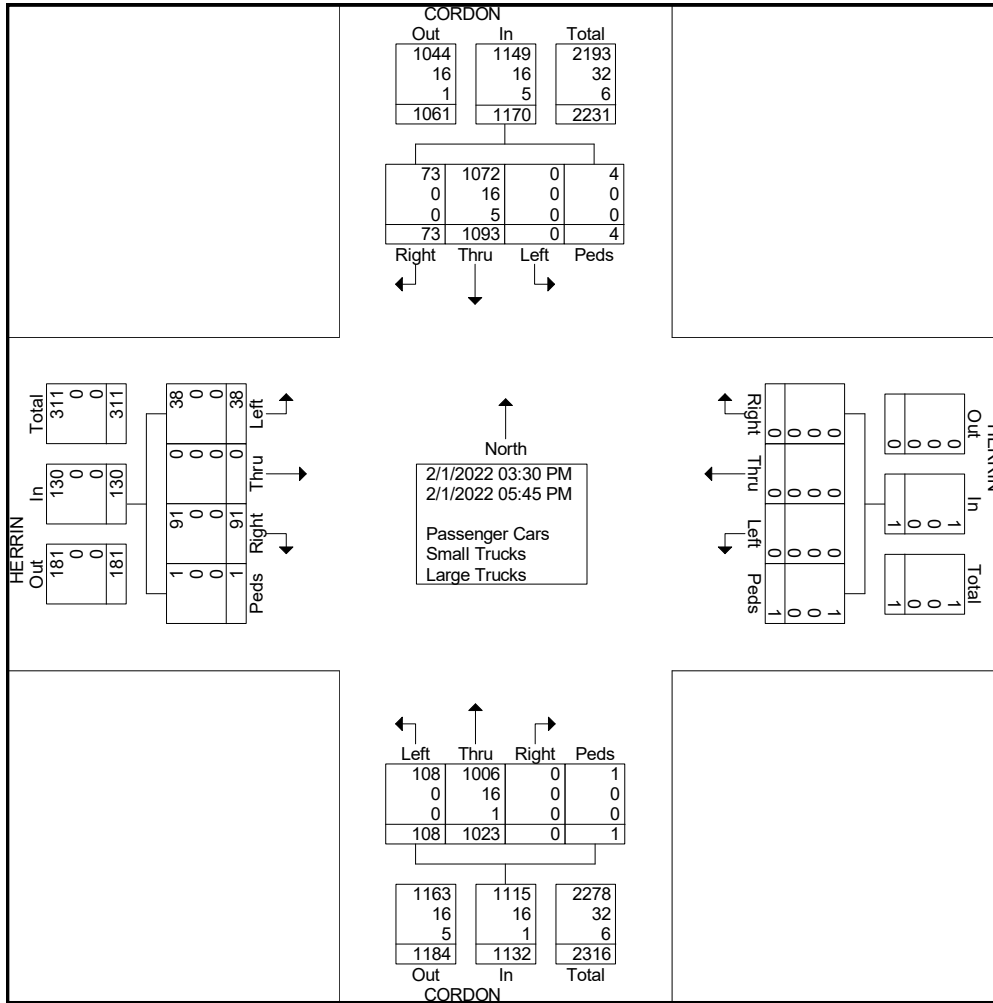 CORDON
Out In Total
1044 1149 2193
16 16 32
1 5 6
1061 1170 2231
73 1072 0 4
0 16 0 0
0 5 0 0
73 1093 0 4
Right Thru Left Peds
HERRIN
Out In Total
181 130 311
0 0 0
0 0 0
181 130 311
Peds Right Thru Left
1 91 0 38
0 0 0 0
0 0 0 0
1 91 0 38
North
2/1/2022 03:30 PM
2/1/2022 05:45 PM
Passenger Cars
Small Trucks
Large Trucks
Right Thru Left Peds
0 0 0 1
0 0 0 0
0 0 0 0
0 0 0 1
HERRIN
Out In Total
0 1 1
0 0 0
0 0 0
0 1 1
Left Thru Right Peds
108 1006 0 1
0 16 0 0
0 1 0 0
108 1023 0 1
1163 1115 2278
16 16 32
5 1 6
1184 1132 2316
Out In Total
CORDON